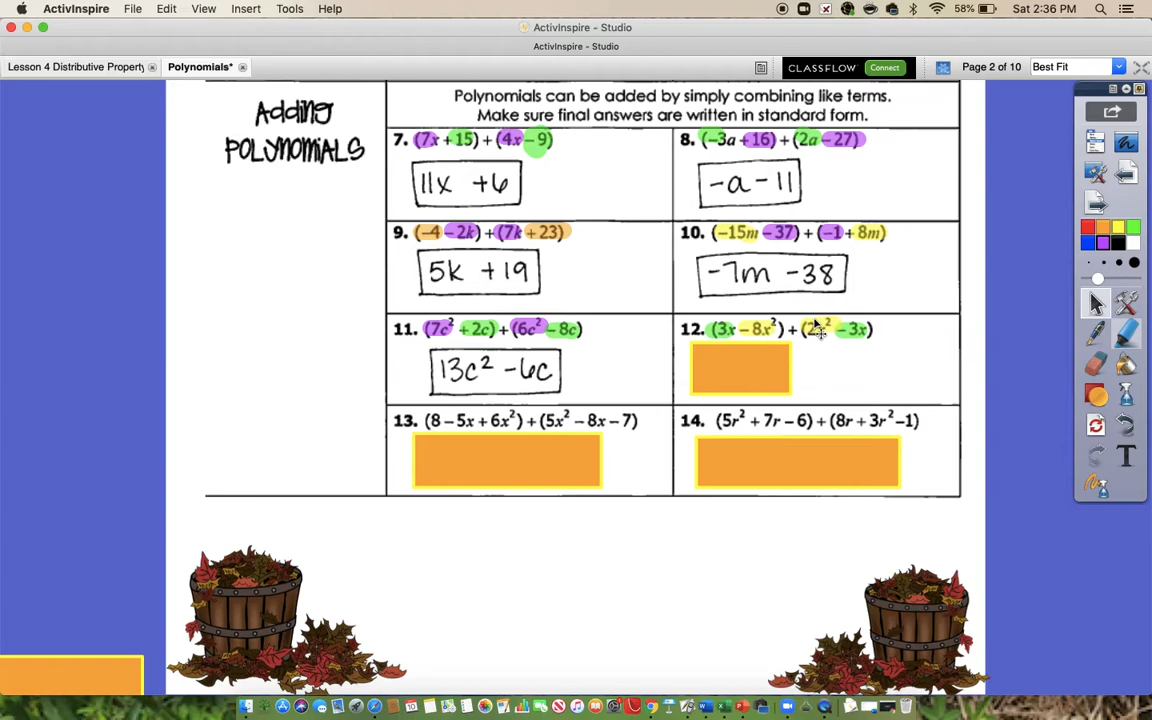 ActivInspire File Edit View Insert Tools Help 58% Sat 2:36 PM
ActivInspire - Studio
ActivInspire - Studio
Lesson 4 Distributive Property Polynomials* CLASSFLOW Connect Page 2 of 10 Best Fit
Adding
POLYNOMIALS
Polynomials can be added by simply combining like terms.
Make sure final answers are written in standard form.
7. (7x + 15) + (4x − 9)
11x + 6
8. (−3a + 16) + (2a − 27)
-a - 11
9. (−4 − 2k) + (7k + 23)
5k + 19
10. (−15m − 37) + (−1 + 8m)
-7m - 38
11. (7c² + 2c) + (6c² − 8c)
13c² - 6c
12. (3x − 8x²) + (2x² − 3x)
13. (8 − 5x + 6x²) + (5x² − 8x − 7)
14. (5r² + 7r − 6) + (8r + 3r² −1)
T